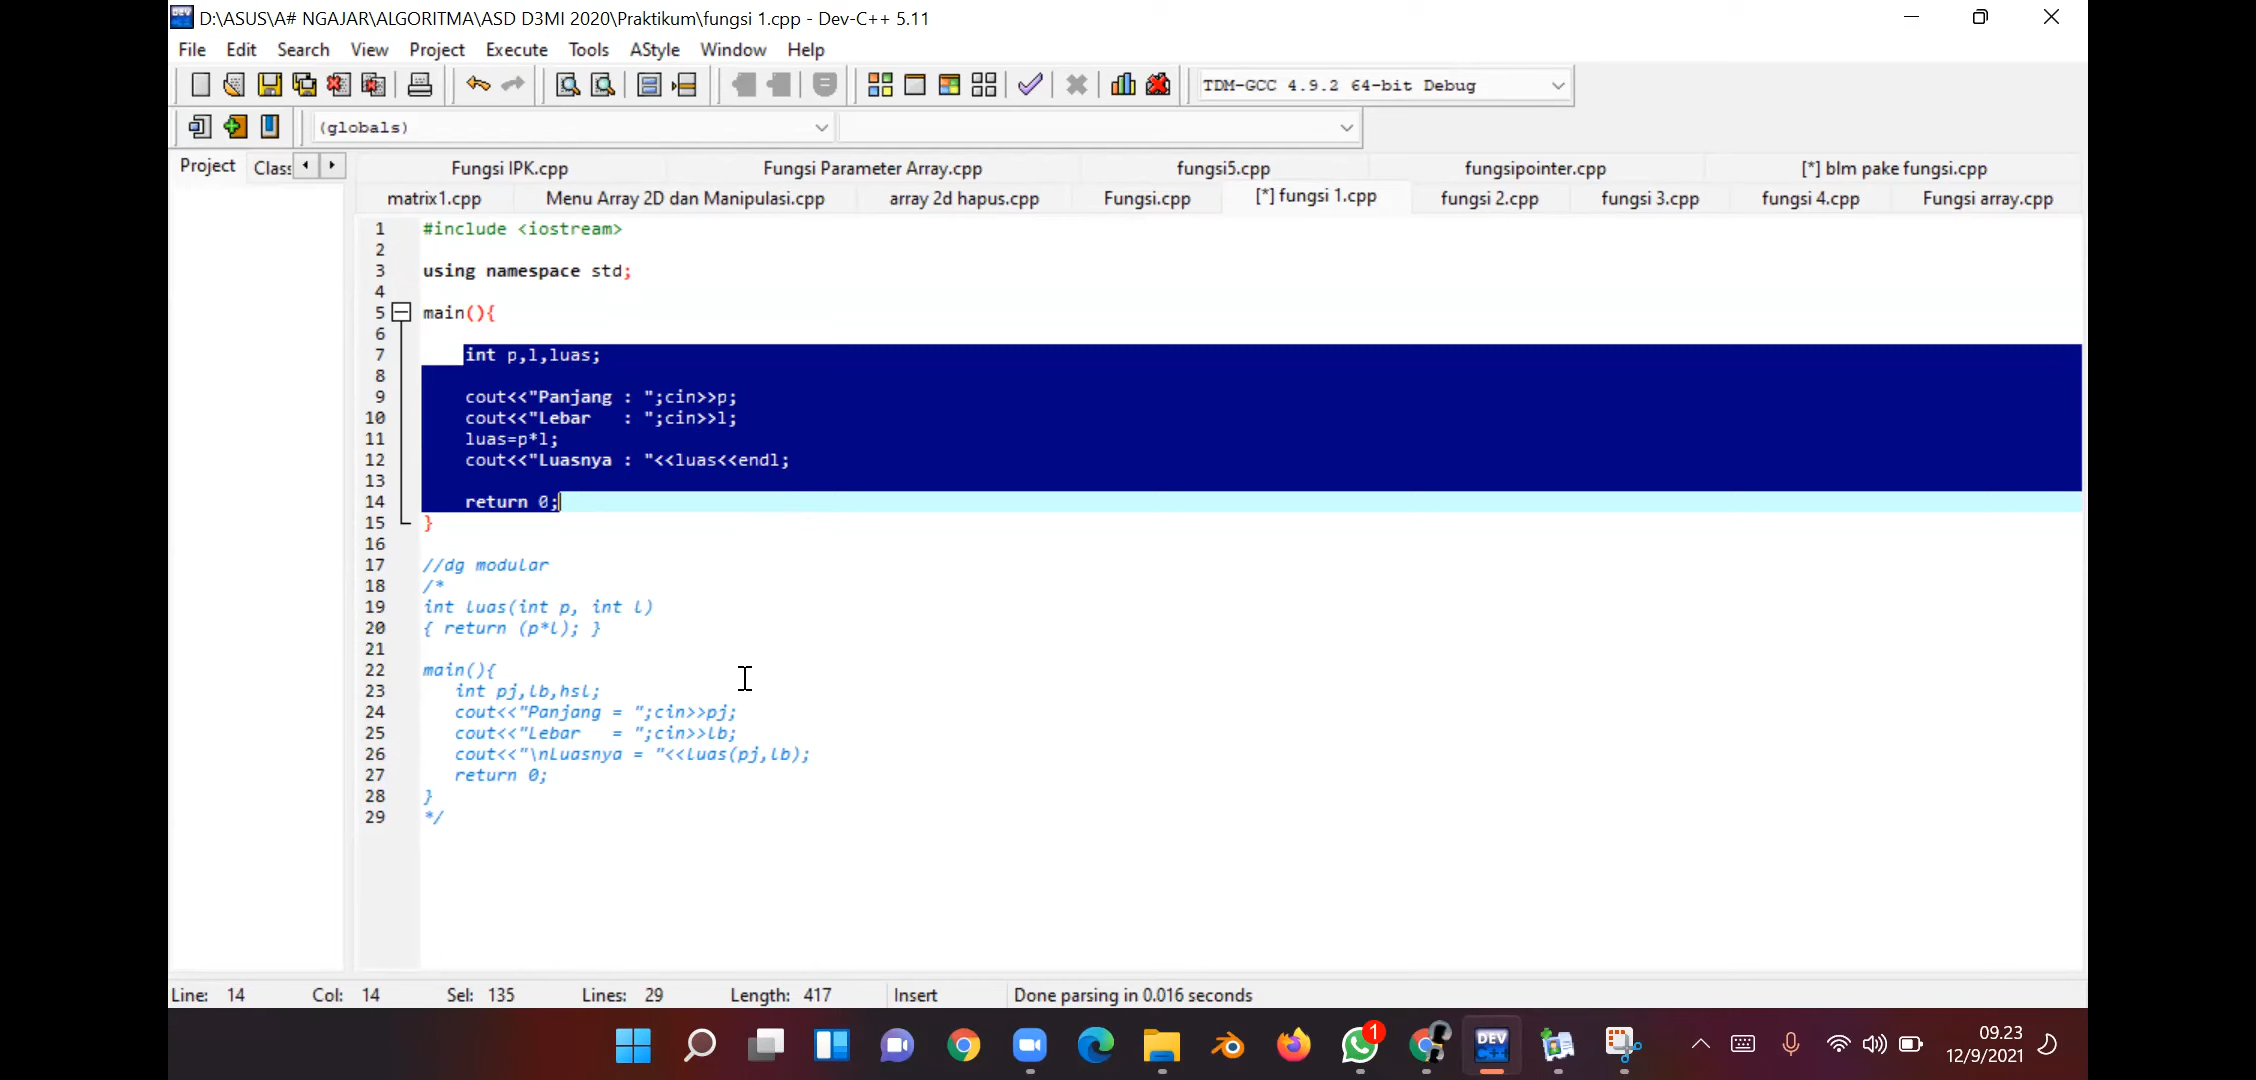 D:\ASUS\A# NGAJAR\ALGORITMA\ASD D3MI 2020\Praktikum\fungsi 1.cpp - Dev-C++ 5.11
File Edit Search View Project Execute Tools AStyle Window Help
TDM-GCC 4.9.2 64-bit Debug
(globals)
Project Clas
Fungsi IPK.cpp Fungsi Parameter Array.cpp fungsi5.cpp fungsipointer.cpp [*] blm pake fungsi.cpp
matrix1.cpp Menu Array 2D dan Manipulasi.cpp array 2d hapus.cpp Fungsi.cpp [*] fungsi 1.cpp fungsi 2.cpp fungsi 3.cpp fungsi 4.cpp Fungsi array.cpp
1 #include <iostream>
2
3 using namespace std;
4
5 main(){
6
7 int p,l,luas;
8
9 cout<<"Panjang : ";cin>>p;
10 cout<<"Lebar   : ";cin>>l;
11 luas=p*l;
12 cout<<"Luasnya : "<<luas<<endl;
13
14 return 0;
15 }
16
17 //dg modular
18 /*
19 int luas(int p, int l)
20 { return (p*l); }
21
22 main(){
23 int pj,lb,hsl;
24 cout<<"Panjang = ";cin>>pj;
25 cout<<"Lebar   = ";cin>>lb;
26 cout<<"\nLuasnya = "<<luas(pj,lb);
27 return 0;
28 }
29 */
Line: 14 Col: 14 Sel: 135 Lines: 29 Length: 417 Insert Done parsing in 0.016 seconds
DEV C++
1
09.23
12/9/2021